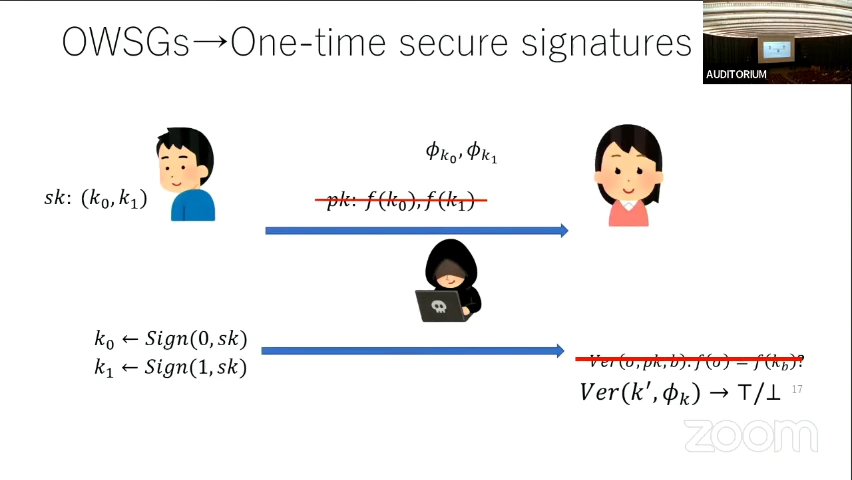 OWSGs→One-time secure signatures
AUDITORIUM
ϕ_{k_0}, ϕ_{k_1}
sk: (k_0, k_1)
pk: f(k_0), f(k_1)
k_0 ← Sign(0, sk)
k_1 ← Sign(1, sk)
Ver(σ, pk, b): f(σ) = f(k_b)?
Ver(k′, ϕ_k) → ⊤/⊥
17
zoom